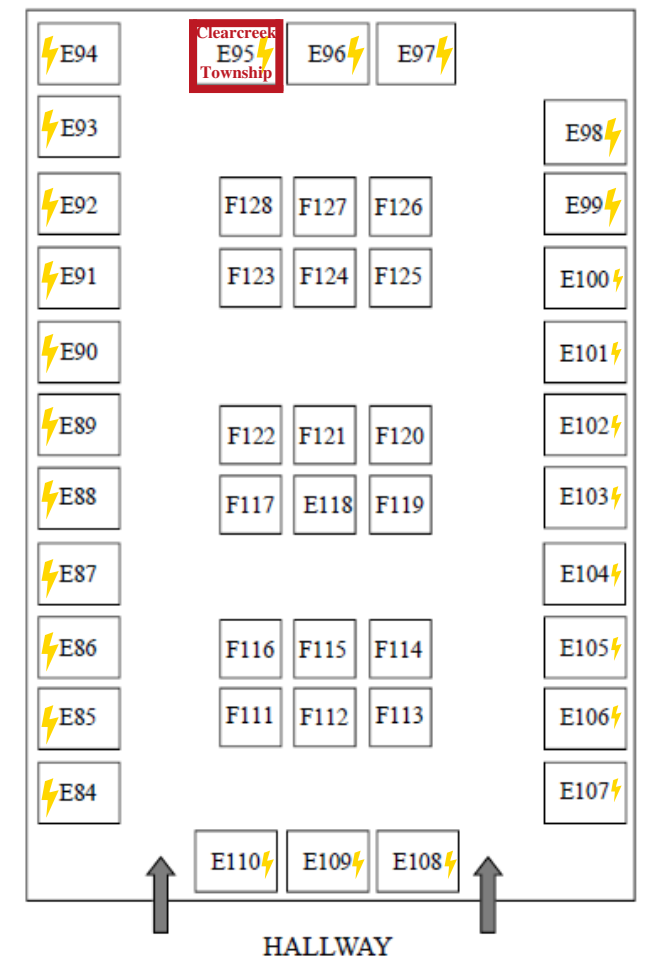 E94
Clearcreek
E95
Township
E96
E97
E93
E98
E92
F128 F127 F126
E99
E91
F123 F124 F125
E100
E90
E101
E89
F122 F121 F120
E102
E88
F117 E118 F119
E103
E87
E104
E86
F116 F115 F114
E105
E85
F111 F112 F113
E106
E84
E107
E110 E109 E108
HALLWAY